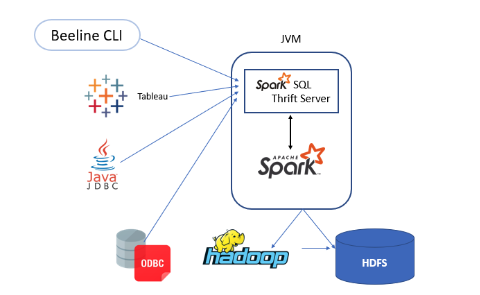 Beeline CLI
JVM
Spark SQL
Thrift Server
Tableau
Java
JDBC
APACHE
Spark
ODBC
hadoop
HDFS